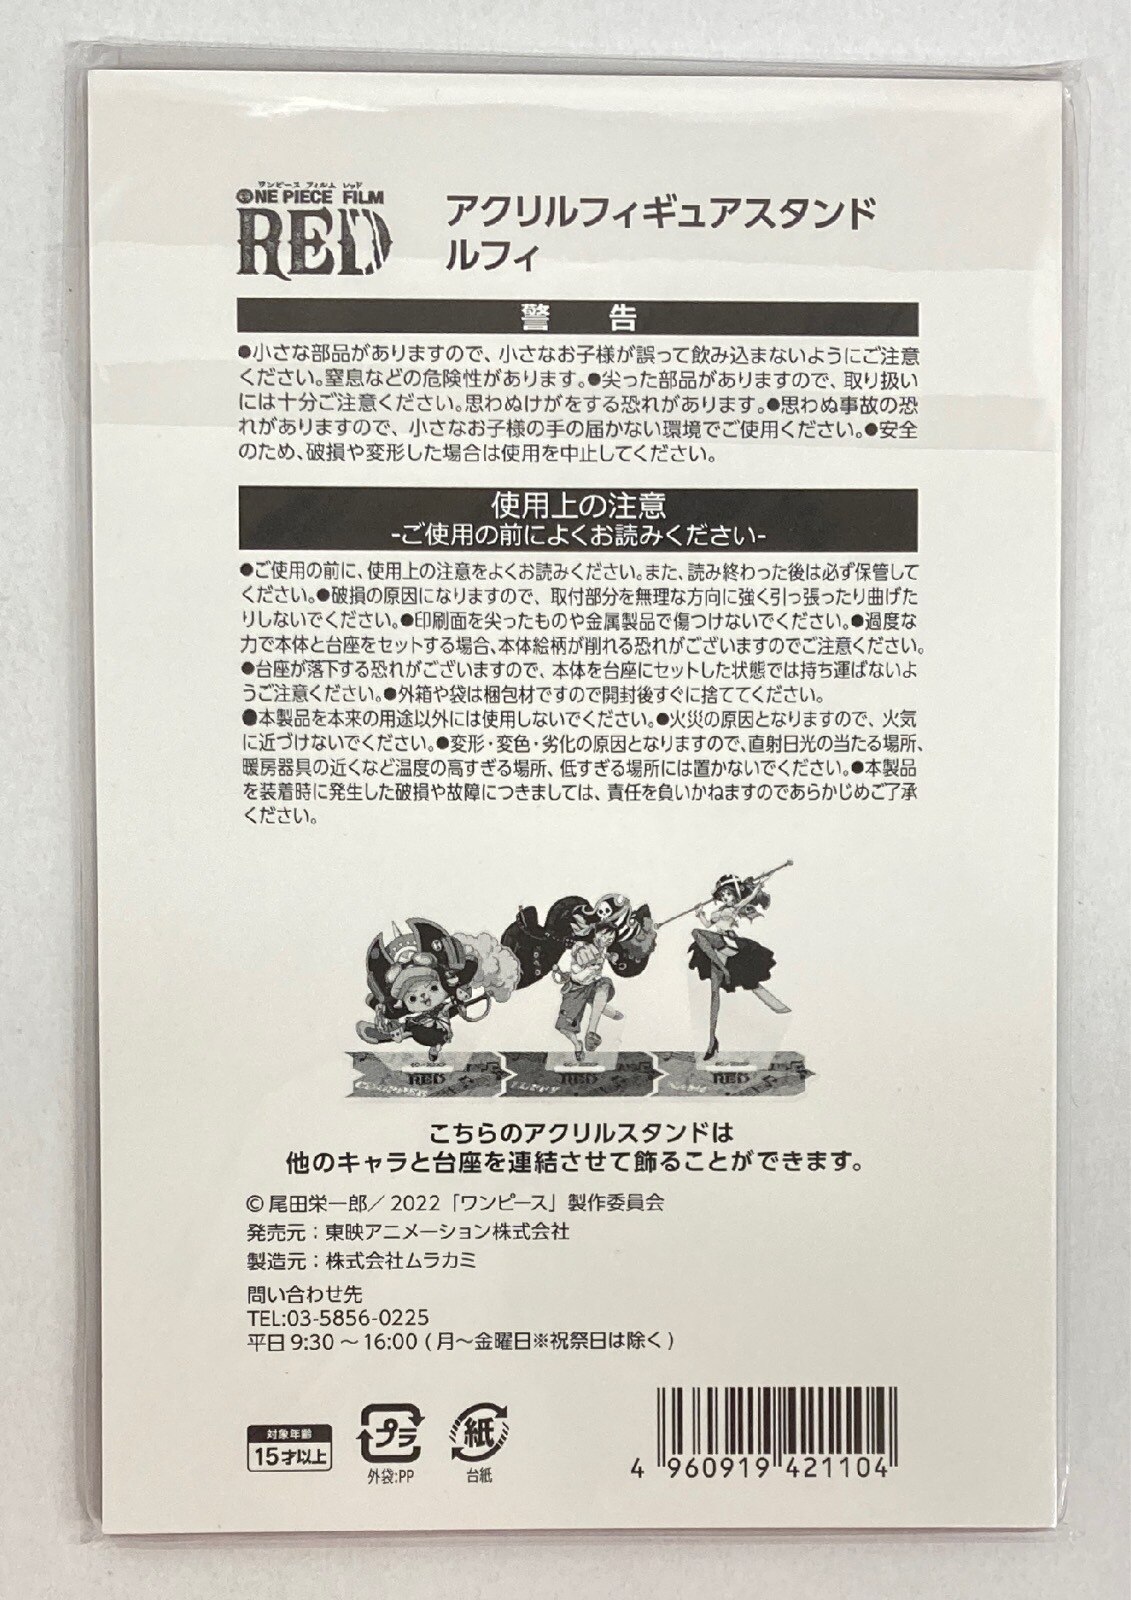 ワンピース フィルム レッド
ONE PIECE FILM
RED
アクリルフィギュアスタンド
ルフィ
警 告
●小さな部品がありますので、小さなお子様が誤って飲み込まないようにご注意
ください。窒息などの危険性があります。●尖った部品がありますので、取り扱い
には十分ご注意ください。思わぬけがをする恐れがあります。●思わぬ事故の恐
れがありますので、小さなお子様の手の届かない環境でご使用ください。●安全
のため、破損や変形した場合は使用を中止してください。
使用上の注意
-ご使用の前によくお読みください-
●ご使用の前に、使用上の注意をよくお読みください。また、読み終わった後は必ず保管して
ください。●破損の原因になりますので、取付部分を無理な方向に強く引っ張ったり曲げた
りしないでください。●印刷面を尖ったものや金属製品で傷つけないでください。●過度な
力で本体と台座をセットする場合、本体絵柄が削れる恐れがございますのでご注意ください。
●台座が落下する恐れがございますので、本体を台座にセットした状態では持ち運ばないよ
うご注意ください。●外箱や袋は梱包材ですので開封後すぐに捨ててください。
●本製品を本来の用途以外には使用しないでください。●火災の原因となりますので、火気
に近づけないでください。●変形・変色・劣化の原因となりますので、直射日光の当たる場所、
暖房器具の近くなど温度の高すぎる場所、低すぎる場所には置かないでください。●本製品
を装着時に発生した破損や故障につきましては、責任を負いかねますのであらかじめご了承
ください。
RED
RED
RED
こちらのアクリルスタンドは
他のキャラと台座を連結させて飾ることができます。
© 尾田栄一郎／2022「ワンピース」製作委員会
発売元：東映アニメーション株式会社
製造元：株式会社ムラカミ
問い合わせ先
TEL:03-5856-0225
平日 9:30 ～ 16:00 ( 月～金曜日※祝祭日は除く )
対象年齢
15才以上
プラ
外袋:PP
紙
台紙
4 960919 421104